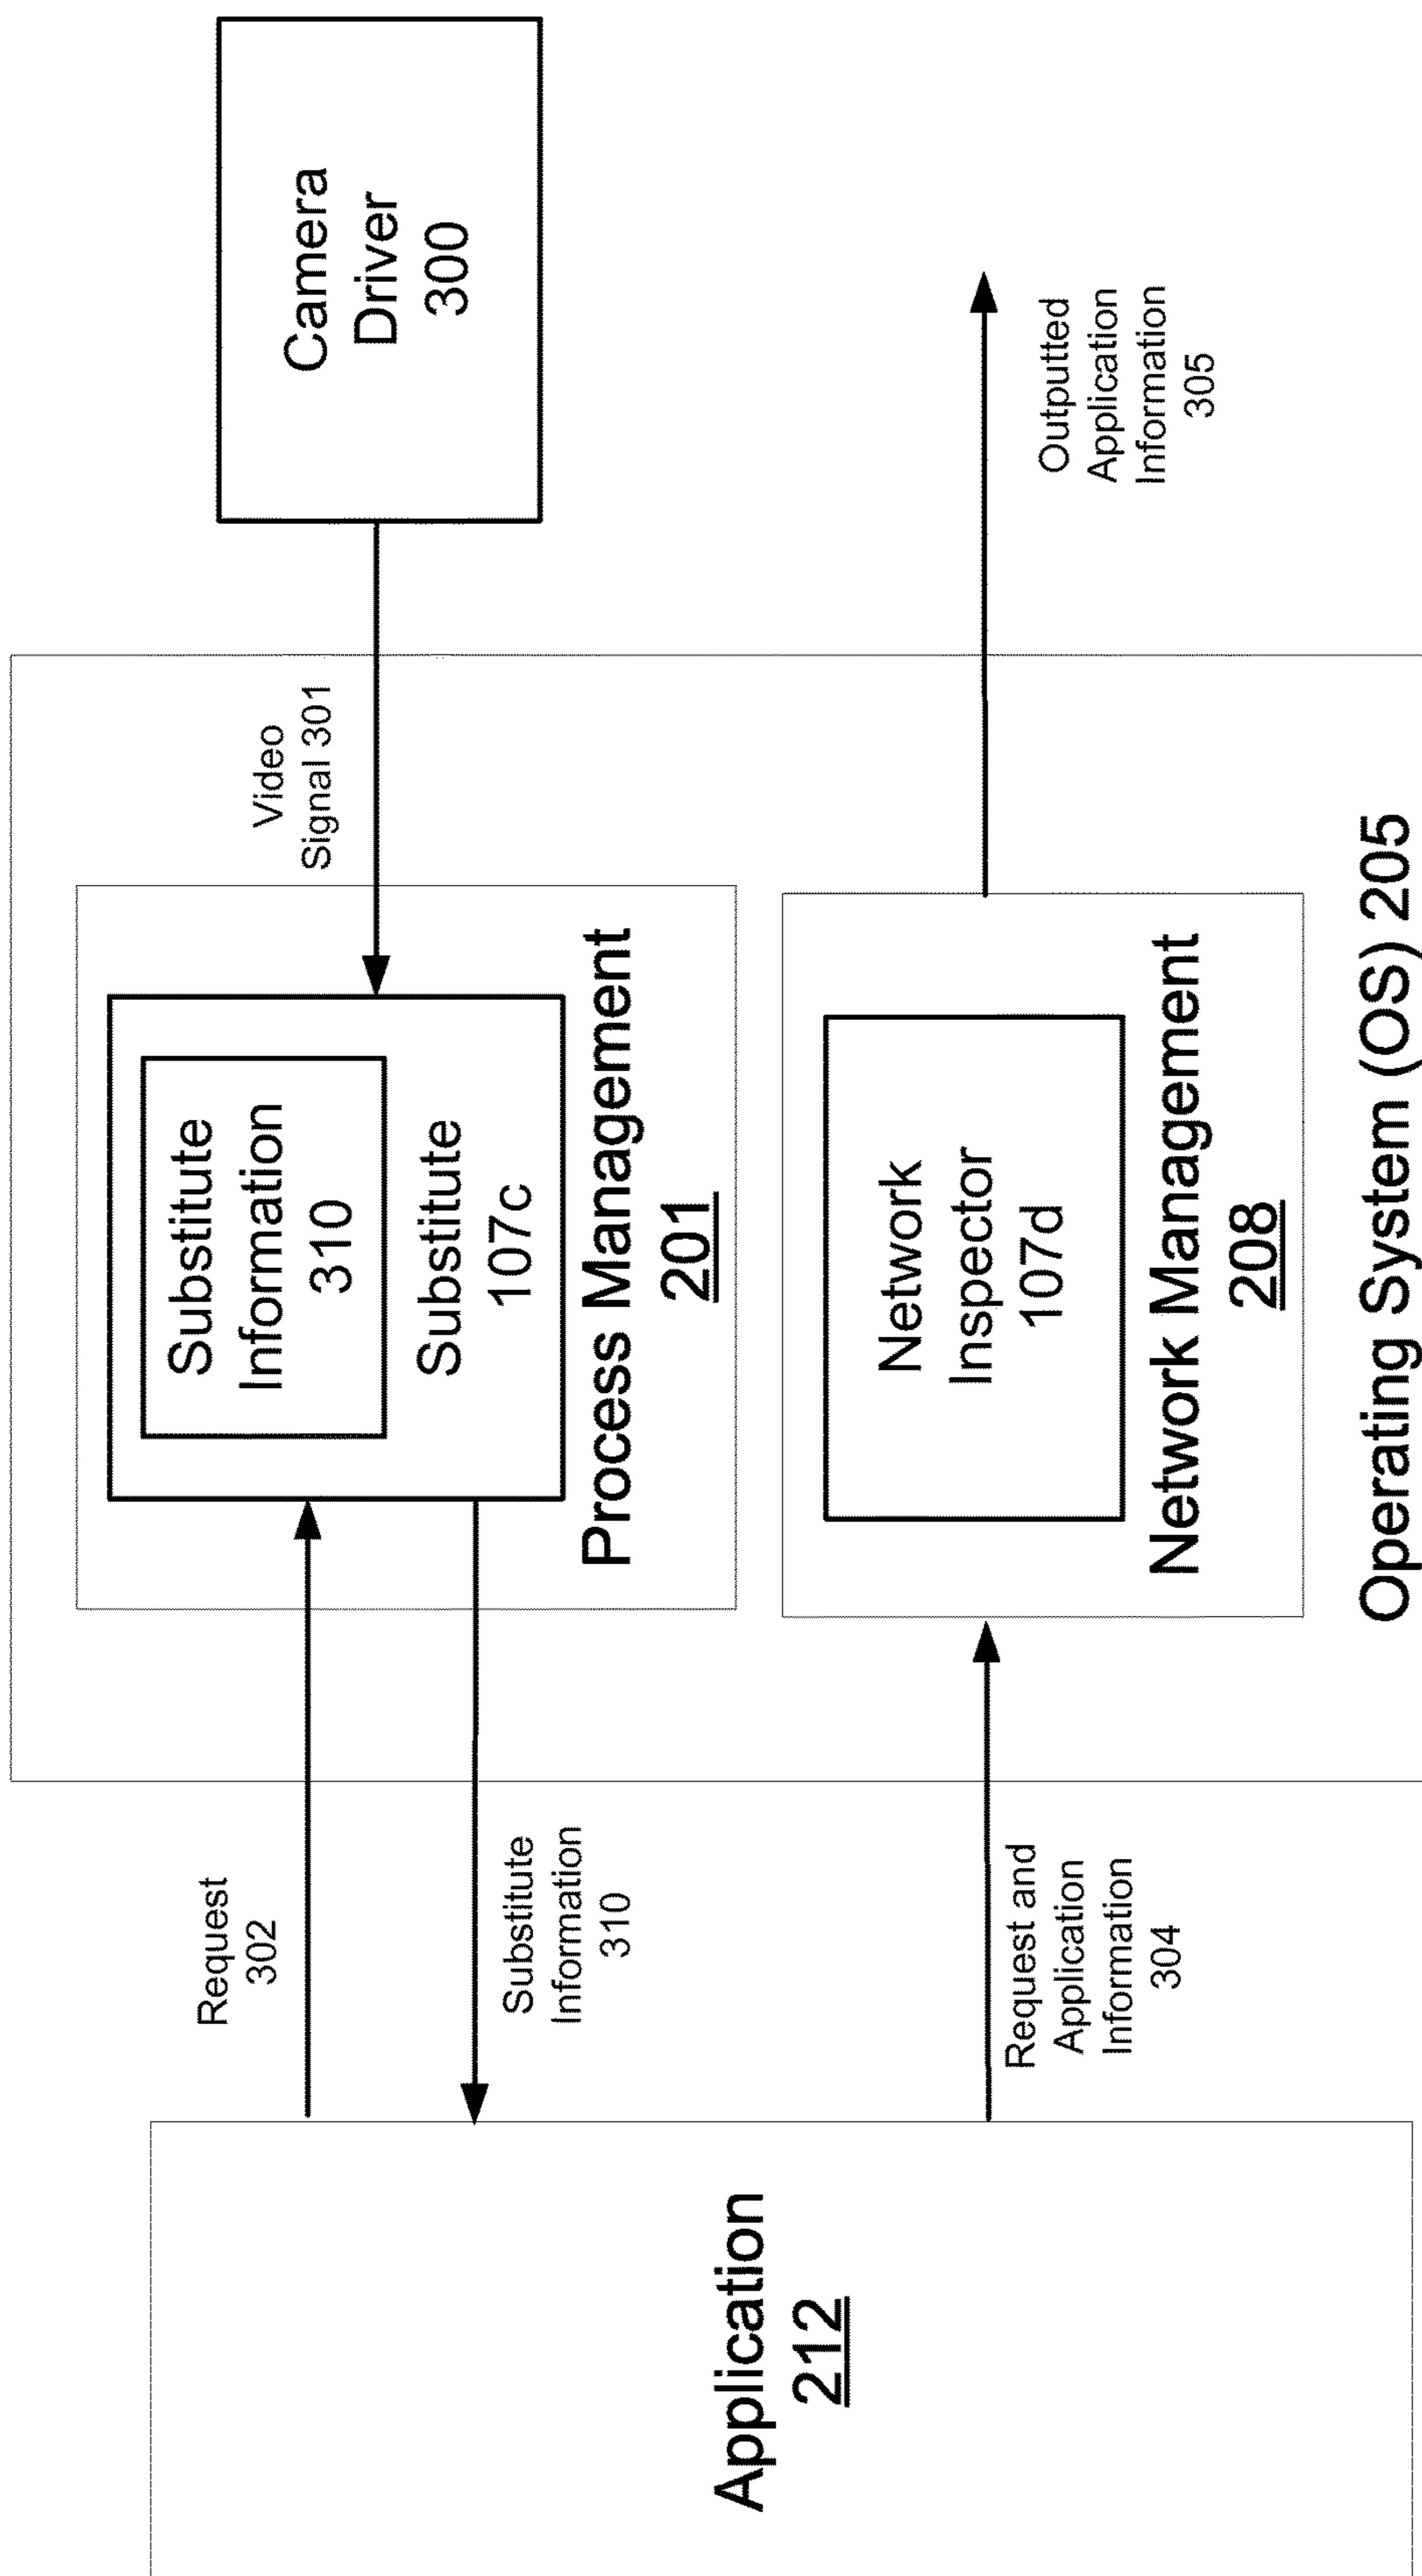 Application
212
Request
302
Substitute
Information
310
Request and
Application
Information
304
Substitute
Information
310
Substitute
107c
Process Management
201
Network
Inspector
107d
Network Management
208
Operating System (OS) 205
Video
Signal 301
Camera
Driver
300
Outputted
Application
Information
305